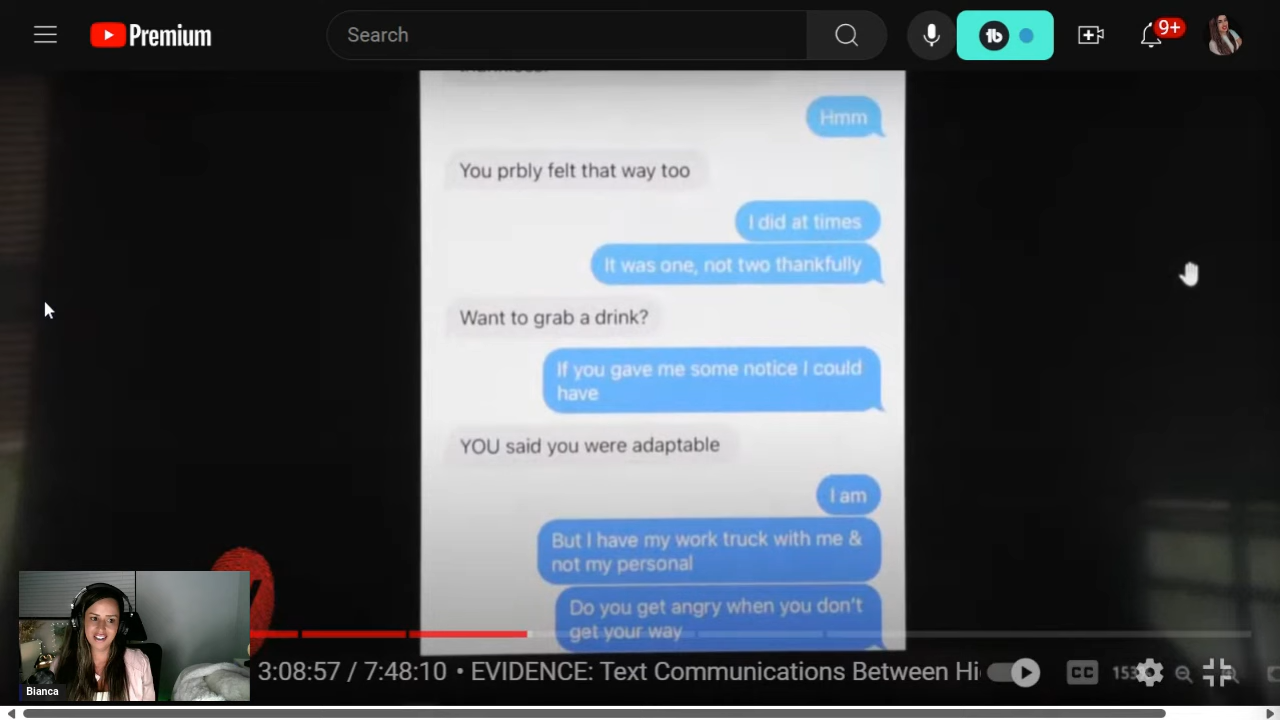 Premium
Search
9+
Hmm
You prbly felt that way too
I did at times
It was one, not two thankfully
Want to grab a drink?
If you gave me some notice I could
have
YOU said you were adaptable
I am
But I have my work truck with me &
not my personal
Do you get angry when you don't
get your way
Bianca
3:08:57 / 7:48:10 • EVIDENCE: Text Communications Between Hi
CC